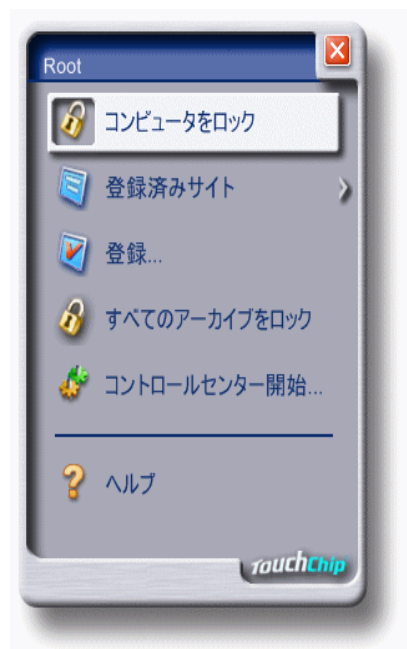 Root
コンピュータをロック
登録済みサイト
登録...
すべてのアーカイブをロック
コントロールセンター開始...
ヘルプ
TouchChip